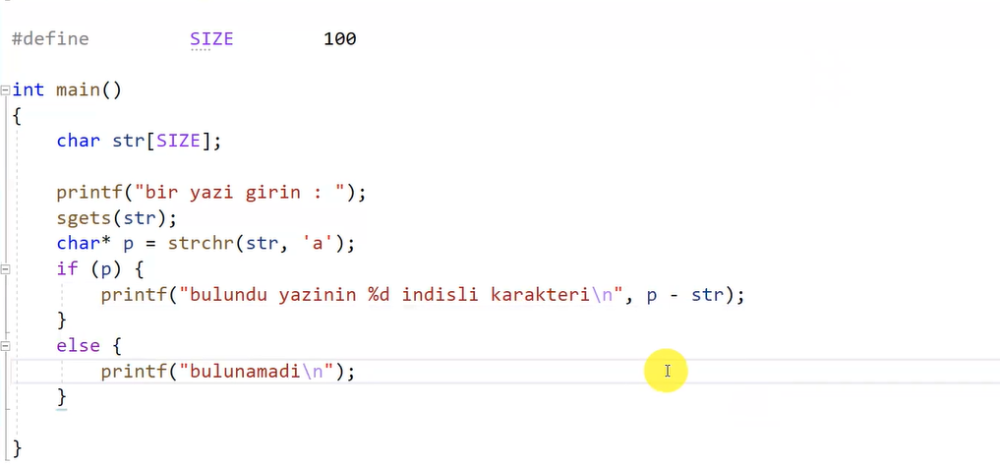 #define SIZE 100
int main()
{
char str[SIZE];
printf("bir yazi girin : ");
sgets(str);
char* p = strchr(str, 'a');
if (p) {
printf("bulundu yazinin %d indisli karakteri\n", p - str);
}
else {
printf("bulunamadi\n");
}
}